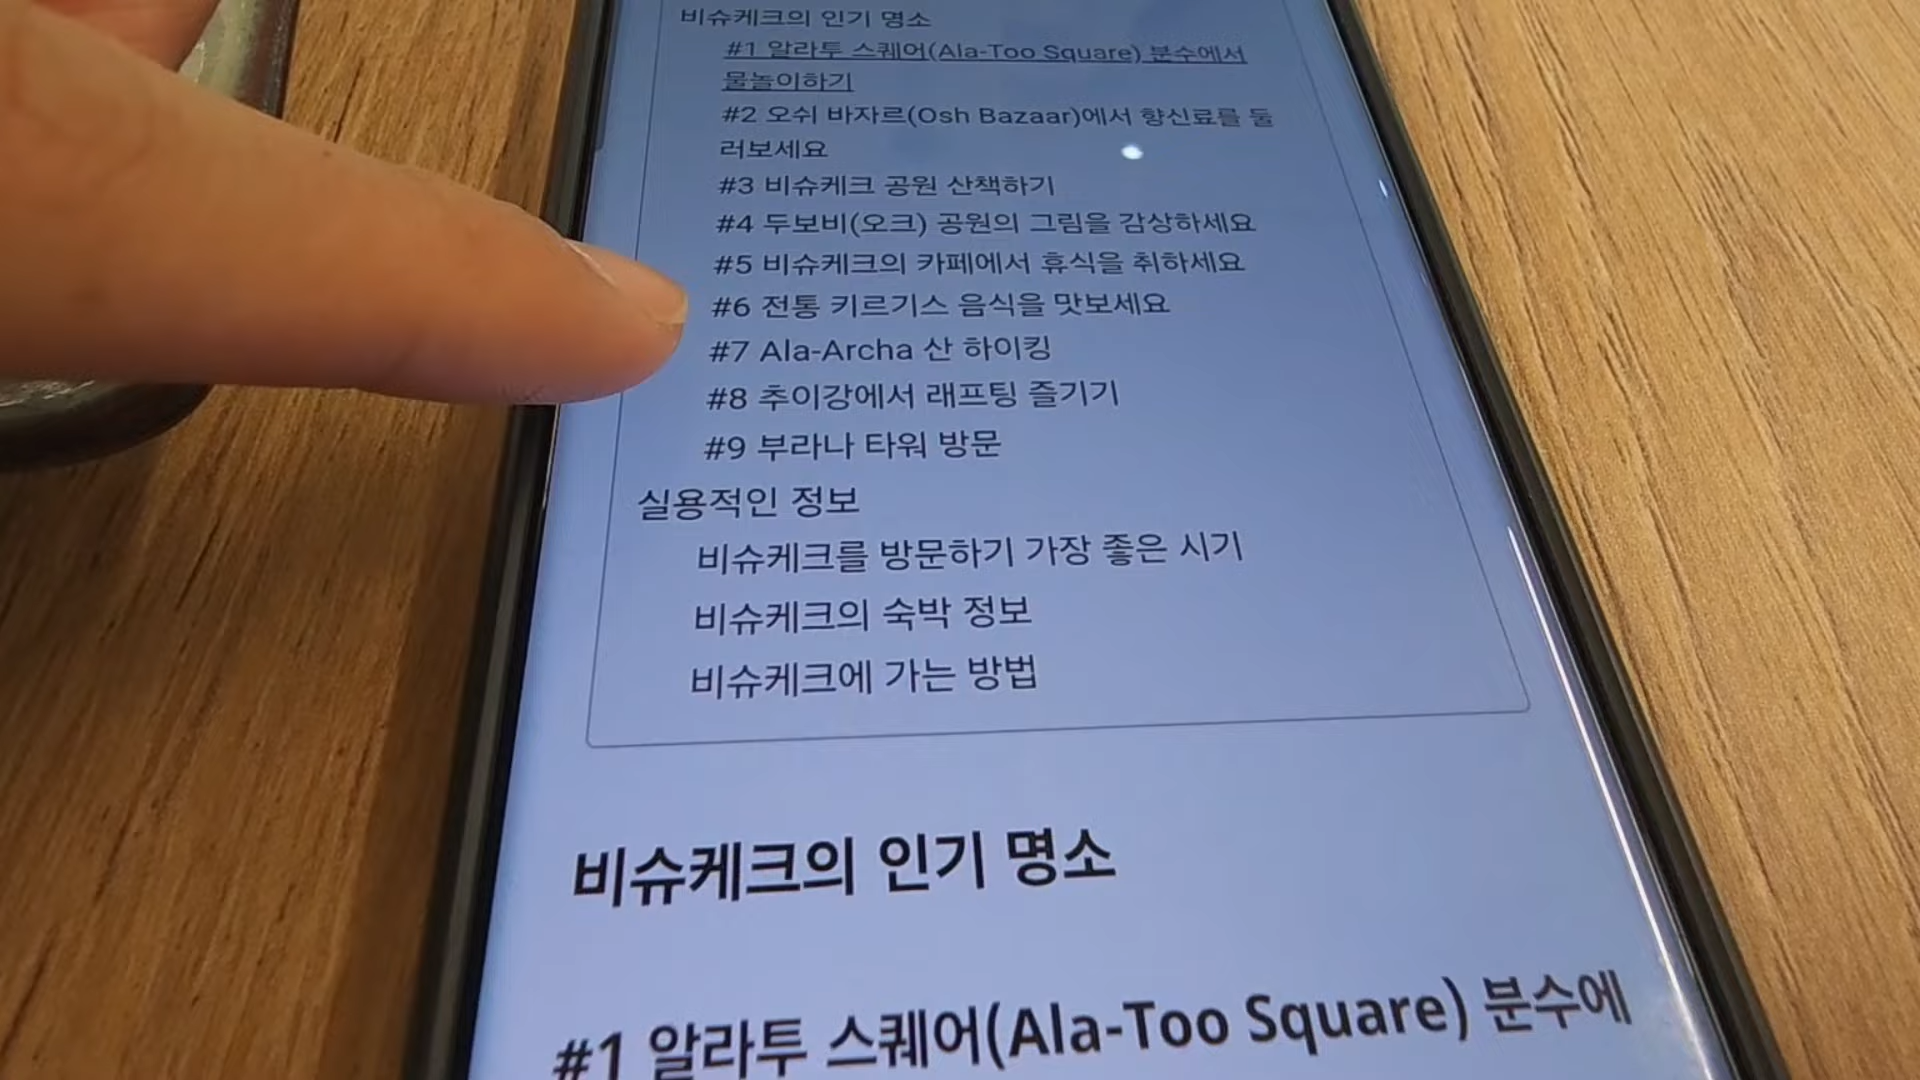 비슈케크의 인기 명소
#1 알라투 스퀘어(Ala-Too Square) 분수에서
물놀이하기
#2 오쉬 바자르(Osh Bazaar)에서 향신료를 둘
러보세요
#3 비슈케크 공원 산책하기
#4 두보비(오크) 공원의 그림을 감상하세요
#5 비슈케크의 카페에서 휴식을 취하세요
#6 전통 키르기스 음식을 맛보세요
#7 Ala-Archa 산 하이킹
#8 추이강에서 래프팅 즐기기
#9 부라나 타워 방문
실용적인 정보
비슈케크를 방문하기 가장 좋은 시기
비슈케크의 숙박 정보
비슈케크에 가는 방법
비슈케크의 인기 명소
#1 알라투 스퀘어(Ala-Too Square) 분수에